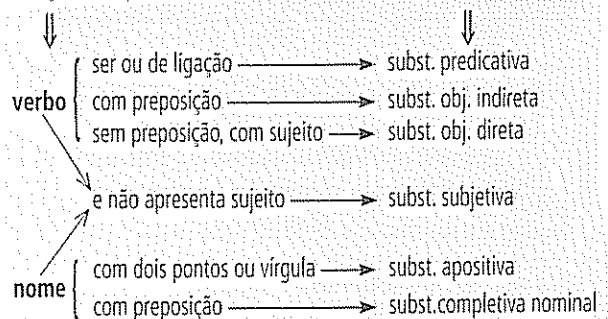 ser ou de ligação → subst. predicativa
verbo com preposição → subst. obj. indireta
sem preposição, com sujeito → subst. obj. direta
e não apresenta sujeito → subst. subjetiva
com dois pontos ou vírgula → subst. apositiva
nome
com preposição → subst.completiva nominal